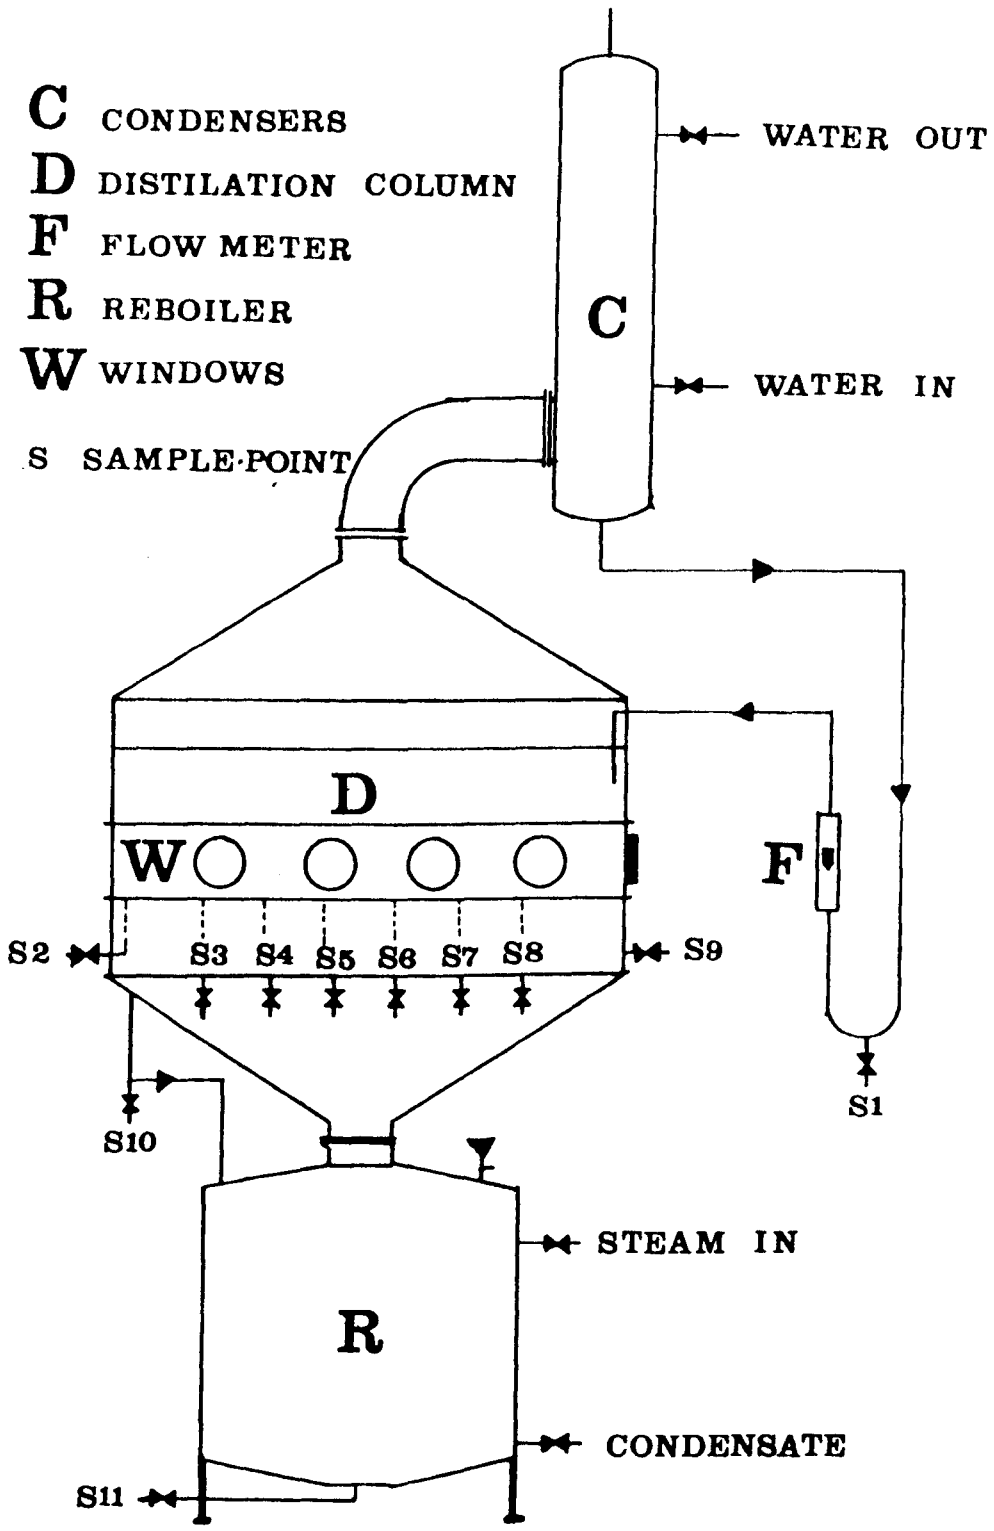 C CONDENSERS
D DISTILATION COLUMN
F FLOW METER
R REBOILER
W WINDOWS
S SAMPLE·POINT
WATER OUT
C
WATER IN
D
W
F
S2
S3 S4 S5 S6 S7 S8
S9
S1
S10
STEAM IN
R
CONDENSATE
S11